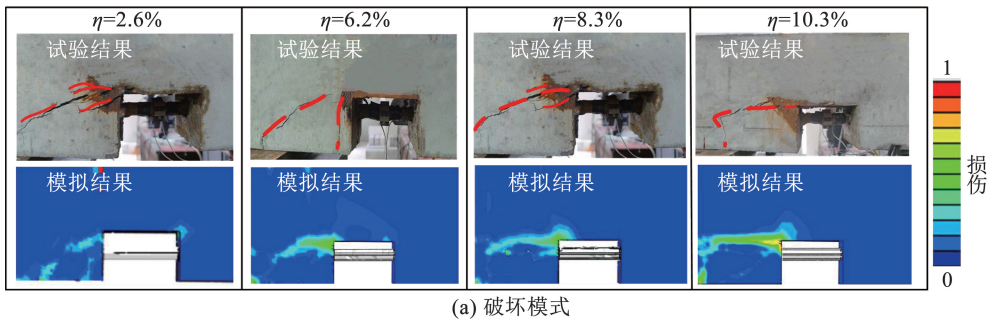 η=2.6% η=6.2% η=8.3% η=10.3%
试验结果 试验结果 试验结果 试验结果
模拟结果 模拟结果 模拟结果 模拟结果
1
损伤
0
(a) 破坏模式